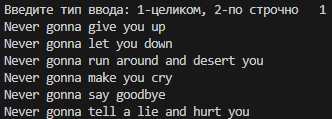 Введите тип ввода: 1-целиком, 2-по строчно   1
Never gonna give you up
Never gonna let you down
Never gonna run around and desert you
Never gonna make you cry
Never gonna say goodbye
Never gonna tell a lie and hurt you